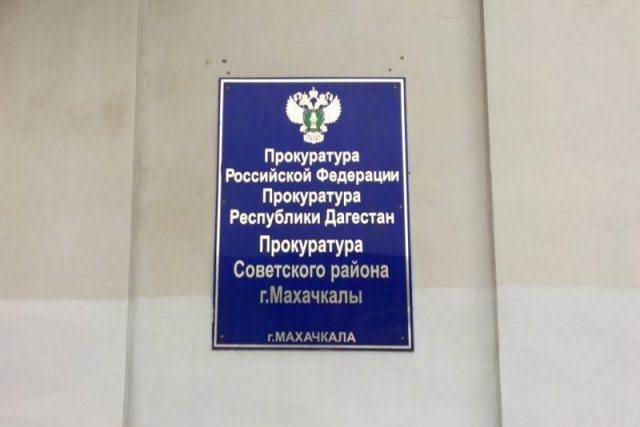 Прокуратура
Российской Федерации
Прокуратура
Республики Дагестан
Прокуратура
Советского района
г.Махачкалы
г.МАХАЧКАЛА